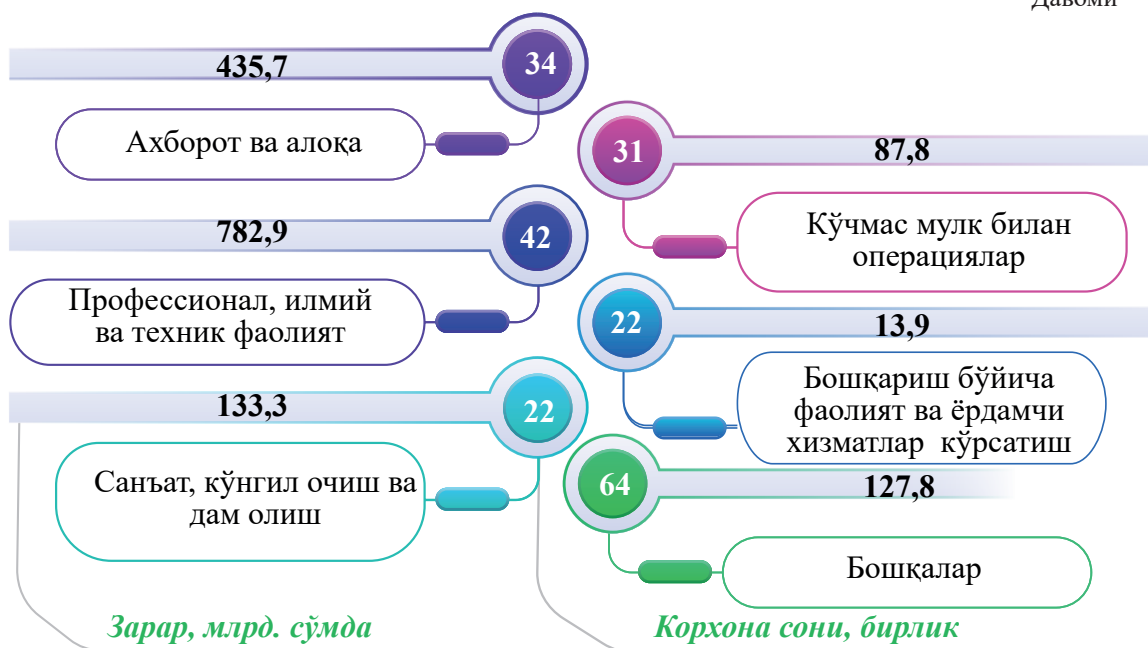 Давоми
435,7
34
Ахборот ва алоқа
31
87,8
Кўчмас мулк билан
операциялар
782,9
42
Профессионал, илмий
ва техник фаолият
22
13,9
Бошқариш бўйича
фаолият ва ёрдамчи
хизматлар кўрсатиш
133,3
22
Санъат, кўнгил очиш ва
дам олиш
64
127,8
Бошқалар
Зарар, млрд. сўмда
Корхона сони, бирлик